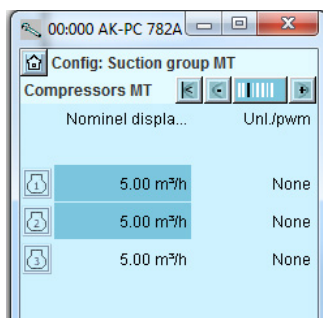 00:000 AK-PC 782A
Config: Suction group MT
Compressors MT
Nominel displa... Unl./pwm
1 5.00 m³/h None
2 5.00 m³/h None
3 5.00 m³/h None